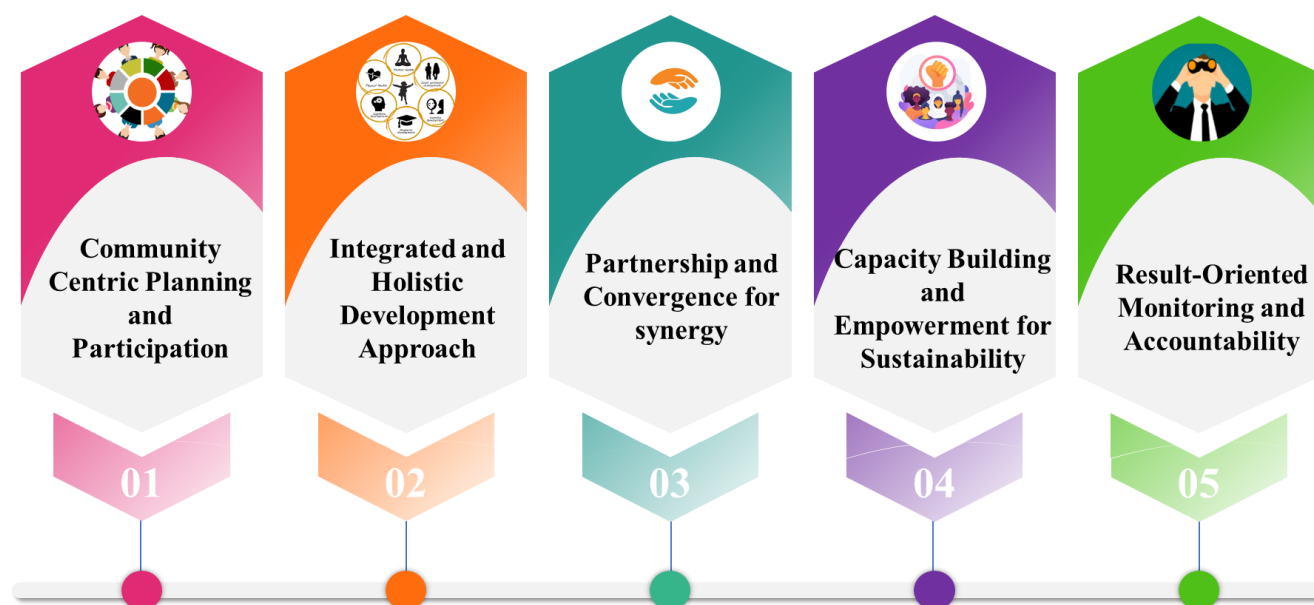 Community
Centric Planning
and
Participation
01
Integrated and
Holistic
Development
Approach
02
Partnership and
Convergence for
synergy
03
Capacity Building
and
Empowerment for
Sustainability
04
Result-Oriented
Monitoring and
Accountability
05